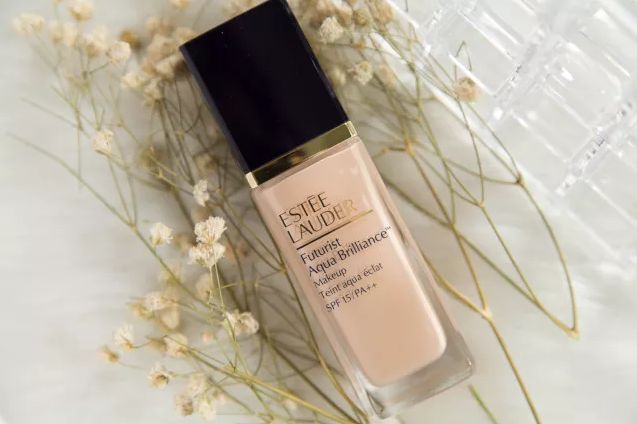 ESTĒE
LAUDER
Futurist
Aqua Brilliance™
Makeup
Teint aqua éclat
SPF 15/PA++